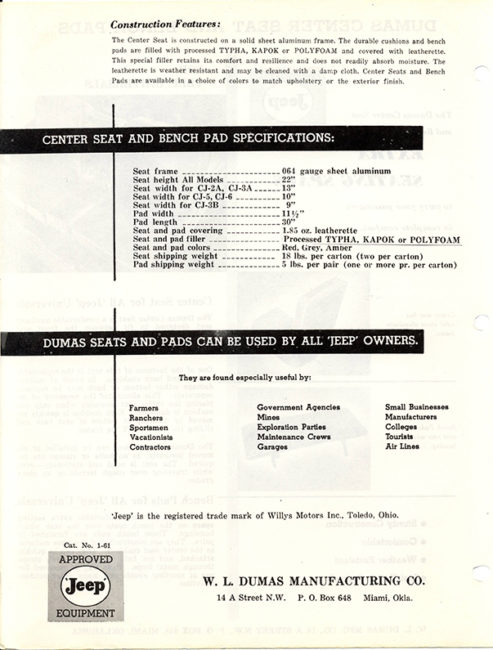 Construction Features:
The Center Seat is constructed on a solid sheet aluminum frame. The durable cushions and bench
pads are filled with processed TYPHA, KAPOK or POLYFOAM and covered with leatherette.
This special filler retains its comfort and resilience and does not readily absorb moisture. The
leatherette is weather resistant and may be cleaned with a damp cloth. Center Seats and Bench
Pads are available in a choice of colors to match upholstery or the exterior finish.
CENTER SEAT AND BENCH PAD SPECIFICATIONS:
Seat frame 064 gauge sheet aluminum
Seat height All Models 22"
Seat width for CJ-2A, CJ-3A 13"
Seat width for CJ-5, CJ-6 10"
Seat width for CJ-3B 9"
Pad width 11½"
Pad length 30"
Seat and pad covering 1.85 oz. leatherette
Seat and pad filler Processed TYPHA, KAPOK or POLYFOAM
Seat and pad colors Red, Grey, Amner
Seat shipping weight 18 lbs. per carton (two per carton)
Pad shipping weight 5 lbs. per pair (one or more pr. per carton)
DUMAS SEATS AND PADS CAN BE USED BY ALL 'JEEP' OWNERS.
They are found especially useful by:
Farmers
Ranchers
Sportsmen
Vacationists
Contractors
Government Agencies
Mines
Exploration Parties
Maintenance Crews
Garages
Small Businesses
Manufacturers
Colleges
Tourists
Air Lines
'Jeep' is the registered trade mark of Willys Motors Inc., Toledo, Ohio.
Cat. No. 1-61
APPROVED
'Jeep'
EQUIPMENT
W. L. DUMAS MANUFACTURING CO.
14 A Street N.W. P. O. Box 648 Miami, Okla.